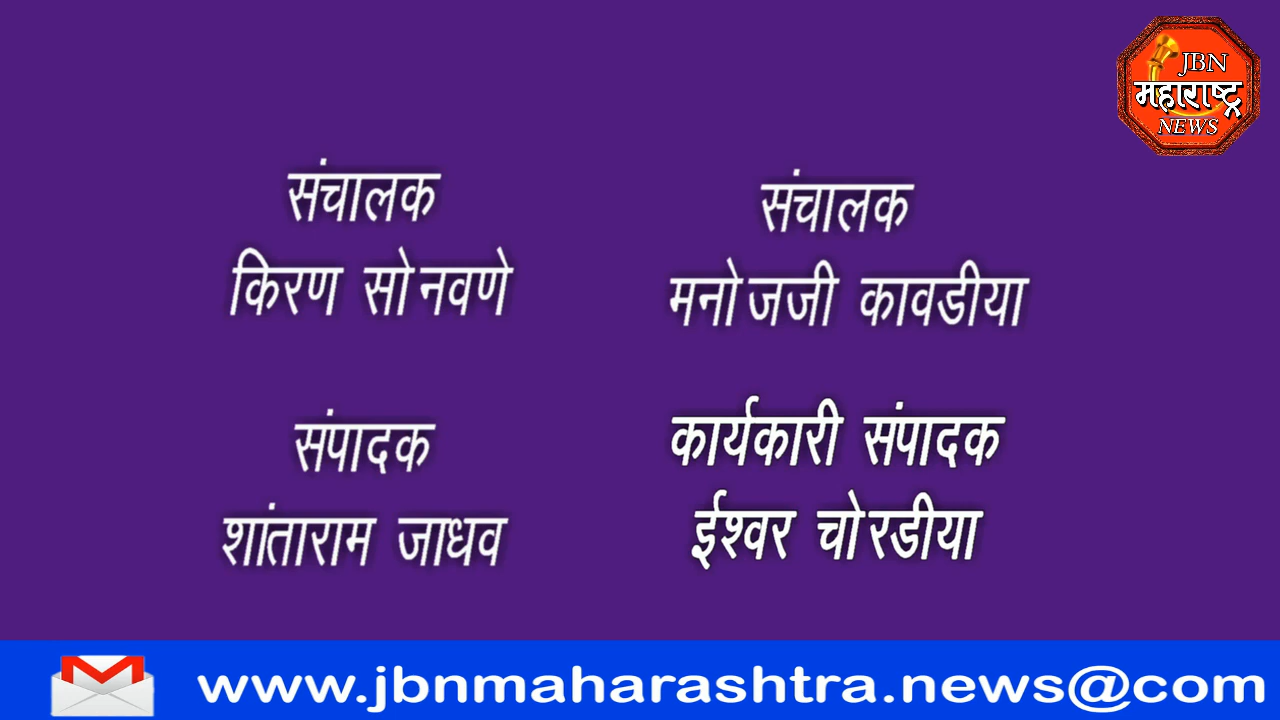 JBN
महाराष्ट्र
NEWS
संचालक
किरण सोनवणे
संचालक
मनोजजी कावडीया
संपादक
शांताराम जाधव
कार्यकारी संपादक
ईश्वर चोरडीया
www.jbnmaharashtra.news@com